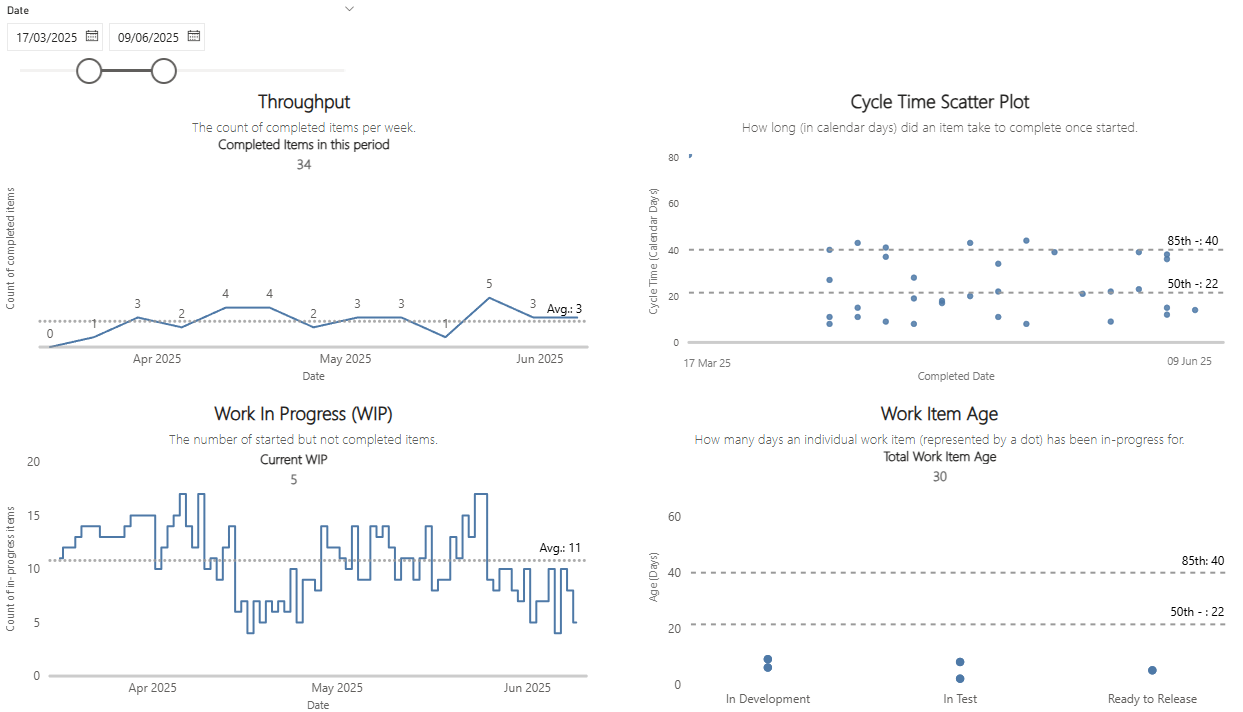 Date
17/03/2025 09/06/2025
Throughput
The count of completed items per week.
Completed Items in this period
34
Count of completed items
0 1 3 2 4 4 2 3 3 1 5 3
Avg.: 3
Apr 2025 May 2025 Jun 2025
Date
Cycle Time Scatter Plot
How long (in calendar days) did an item take to complete once started.
Cycle Time (Calendar Days)
80
60
40
20
0
85th -: 40
50th -: 22
17 Mar 25 09 Jun 25
Completed Date
Work In Progress (WIP)
The number of started but not completed items.
Current WIP
5
Count of in-progress items
20
15
10
5
0
Avg.: 11
Apr 2025 May 2025 Jun 2025
Date
Work Item Age
How many days an individual work item (represented by a dot) has been in-progress for.
Total Work Item Age
30
Age (Days)
60
40
20
0
85th: 40
50th - : 22
In Development In Test Ready to Release